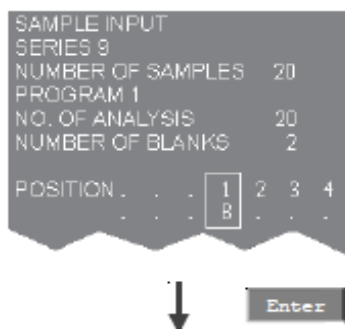 SAMPLE INPUT
SERIES 9
NUMBER OF SAMPLES 20
PROGRAM 1
NO. OF ANALYSIS 20
NUMBER OF BLANKS 2
POSITION . . . 1 2 3 4
. . . B . . .
Enter